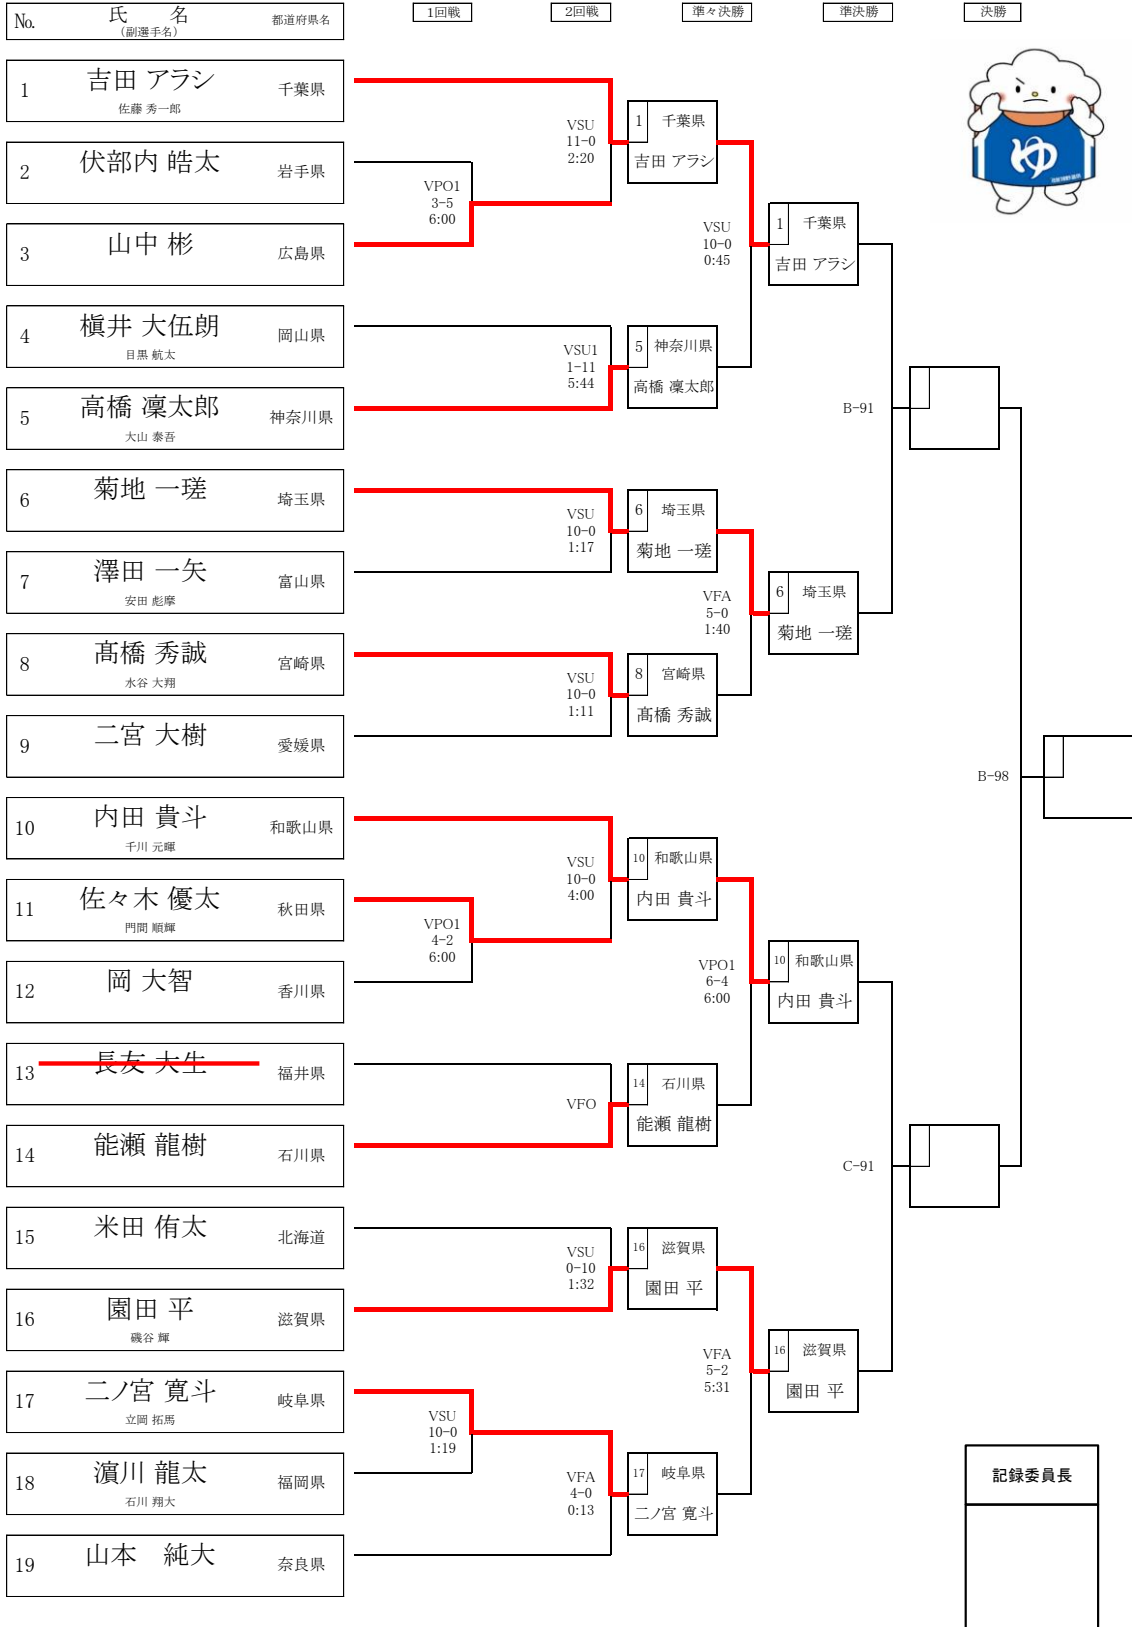 No.
氏 名
(副選手名)
都道府県名
1回戦
2回戦
準々決勝
準決勝
決勝
1
吉田 アラシ
佐藤 秀一郎
千葉県
2
伏部内 皓太
岩手県
3
山中 彬
広島県
4
槇井 大伍朗
目黒 航太
岡山県
5
高橋 凜太郎
大山 泰吾
神奈川県
6
菊地 一瑳
埼玉県
7
澤田 一矢
安田 彪摩
富山県
8
髙橋 秀誠
水谷 大翔
宮崎県
9
二宮 大樹
愛媛県
10
内田 貴斗
千川 元暉
和歌山県
11
佐々木 優太
門間 順輝
秋田県
12
岡 大智
香川県
13
長友 大生
福井県
14
能瀬 龍樹
石川県
15
米田 侑太
北海道
16
園田 平
磯谷 輝
滋賀県
17
二ノ宮 寛斗
立岡 拓馬
岐阜県
18
濵川 龍太
石川 翔大
福岡県
19
山本 純大
奈良県
VPO1
3-5
6:00
VPO1
4-2
6:00
VSU
10-0
1:19
VSU
11-0
2:20
VSU1
1-11
5:44
VSU
10-0
1:17
VSU
10-0
1:11
VSU
10-0
4:00
VFO
VSU
0-10
1:32
VFA
4-0
0:13
1 千葉県
吉田 アラシ
5 神奈川県
高橋 凜太郎
6 埼玉県
菊地 一瑳
8 宮崎県
髙橋 秀誠
10 和歌山県
内田 貴斗
14 石川県
能瀬 龍樹
16 滋賀県
園田 平
17 岐阜県
二ノ宮 寛斗
VSU
10-0
0:45
VFA
5-0
1:40
VPO1
6-4
6:00
VFA
5-2
5:31
1 千葉県
吉田 アラシ
6 埼玉県
菊地 一瑳
10 和歌山県
内田 貴斗
16 滋賀県
園田 平
B-91
C-91
B-98
ゆ
記録委員長